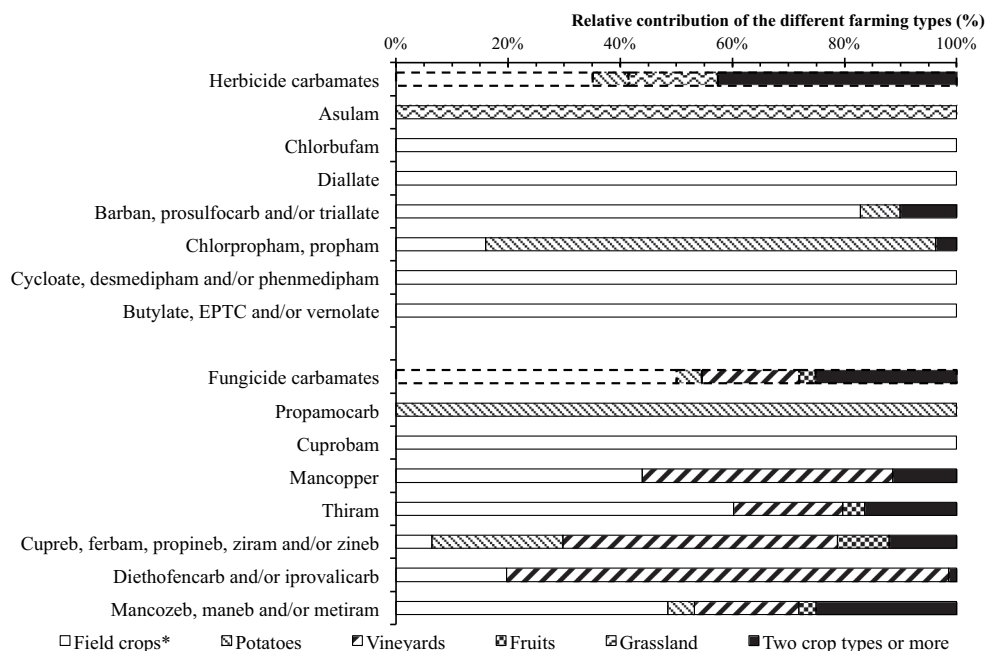 Relative contribution of the different farming types (%)
0% 20% 40% 60% 80% 100%
Herbicide carbamates
Asulam
Chlorbufam
Diallate
Barban, prosulfocarb and/or triallate
Chlorpropham, propham
Cycloate, desmedipham and/or phenmedipham
Butylate, EPTC and/or vernolate
Fungicide carbamates
Propamocarb
Cuprobam
Mancopper
Thiram
Cupreb, ferbam, propineb, ziram and/or zineb
Diethofencarb and/or iprovalicarb
Mancozeb, maneb and/or metiram
Field crops* Potatoes Vineyards Fruits Grassland Two crop types or more